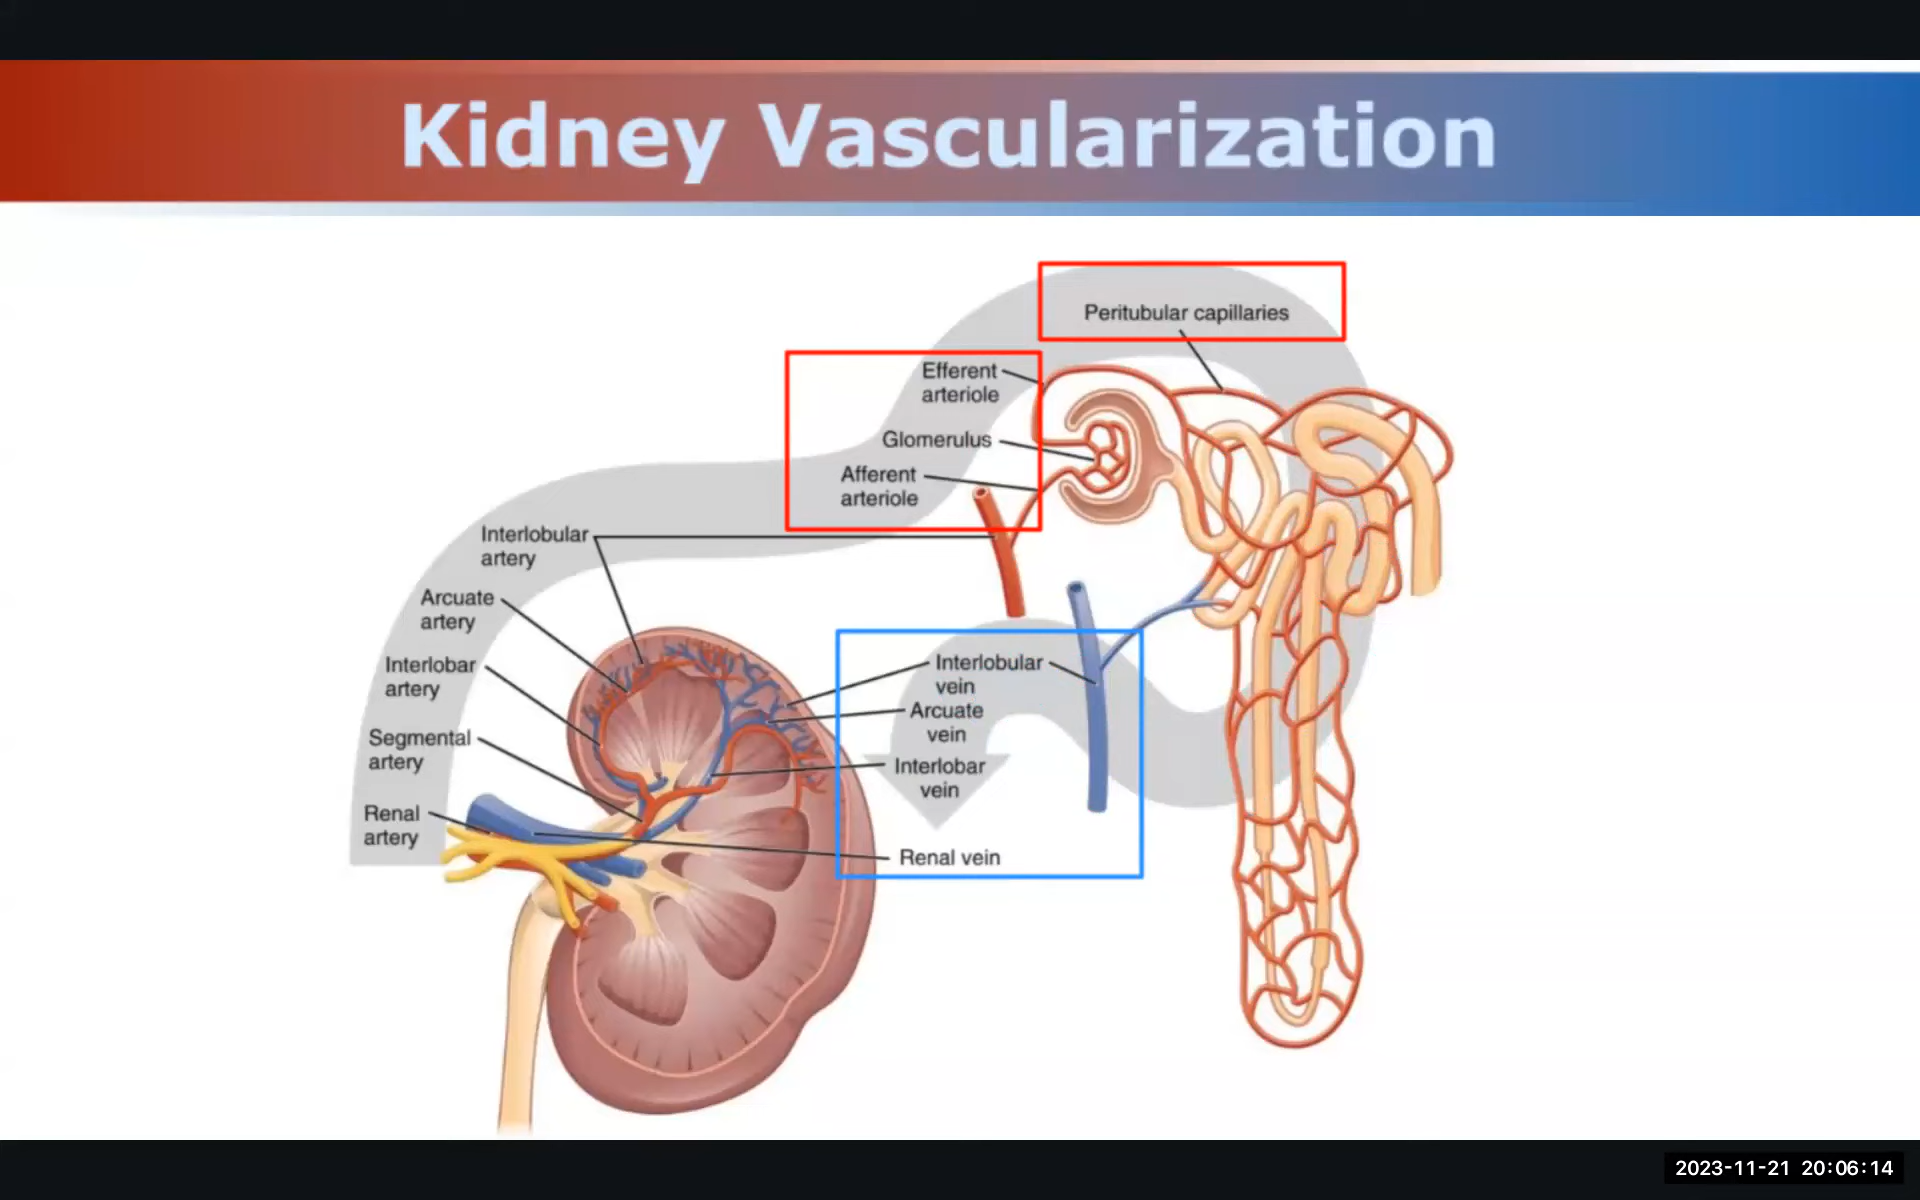 Kidney Vascularization
Peritubular capillaries
Efferent
arteriole
Glomerulus
Afferent
arteriole
Interlobular
artery
Arcuate
artery
Interlobar
artery
Segmental
artery
Renal
artery
Interlobular
vein
Arcuate
vein
Interlobar
vein
Renal vein
2023-11-21 20:06:14